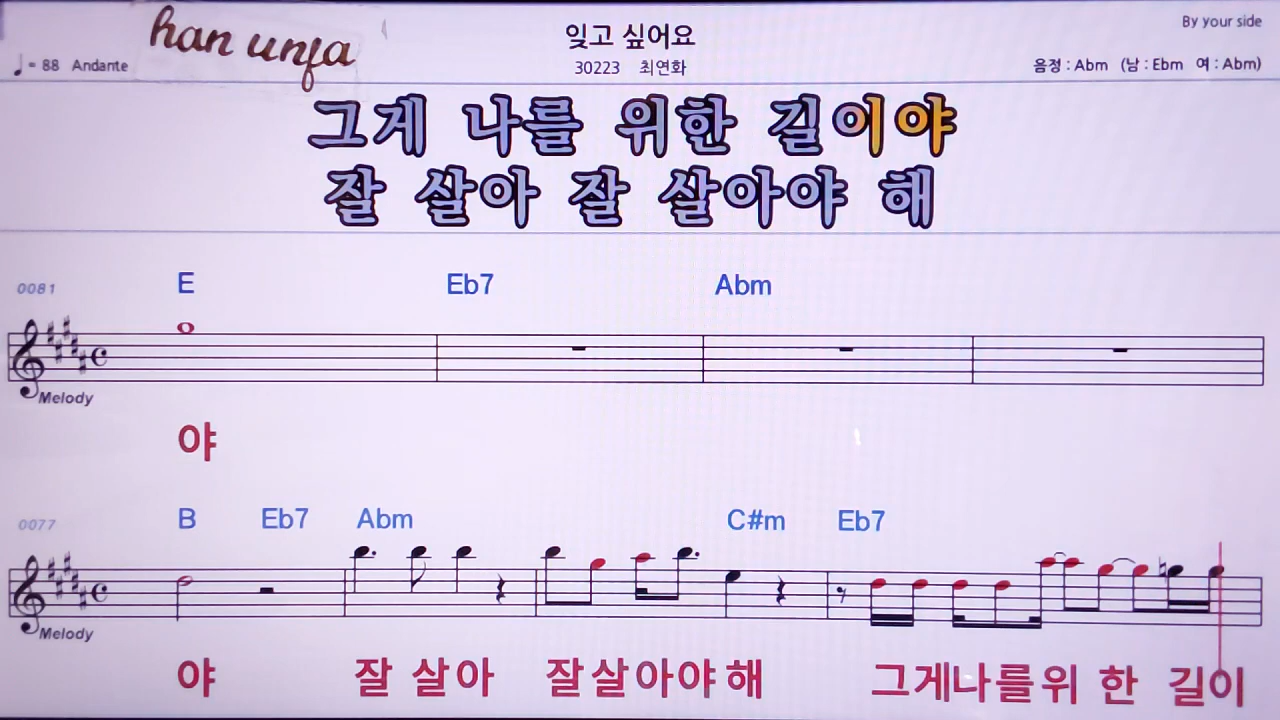 han unja
잊고 싶어요
By your side
♩= 88 Andante
30223 최연화
음정 : Abm (남 : Ebm 여 : Abm)
그게 나를 위한 길이야
잘 살아 잘 살아야 해
0081 E Eb7 Abm
Melody
야
0077 B Eb7 Abm C#m Eb7
Melody
야 잘 살아 잘살아야해 그게나를위 한 길이